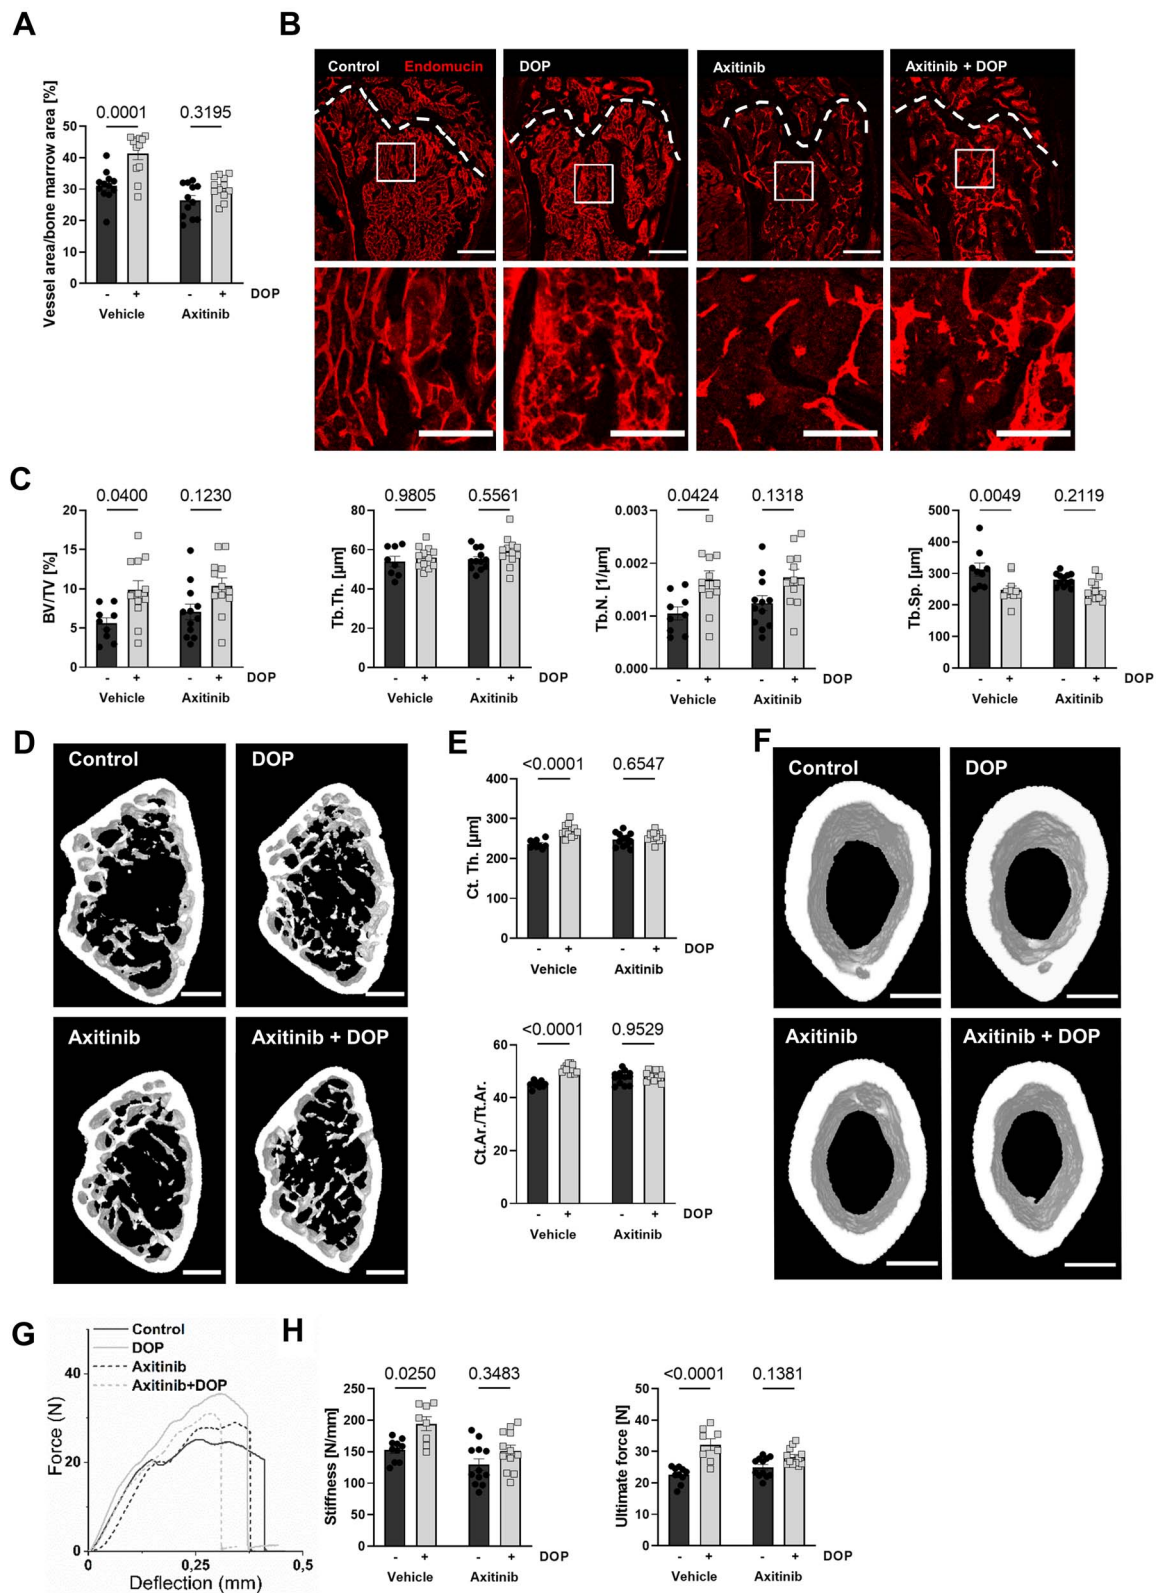 A
Vessel area/bone marrow area [%]
0.0001 0.3195
50
40
30
20
10
0
- + - + DOP
Vehicle Axitinib
B
Control Endomucin DOP Axitinib Axitinib + DOP
C
BV/TV [%]
0.0400 0.1230
20
15
10
5
0
- + - + DOP
Vehicle Axitinib
Tb.Th. [µm]
0.9805 0.5561
80
60
40
20
0
- + - + DOP
Vehicle Axitinib
Tb.N. [1/µm]
0.0424 0.1318
0.003
0.002
0.001
0.000
- + - + DOP
Vehicle Axitinib
Tb.Sp. [µm]
0.0049 0.2119
500
400
300
200
100
0
- + - + DOP
Vehicle Axitinib
D
Control DOP
Axitinib Axitinib + DOP
E
Ct. Th. [µm]
<0.0001 0.6547
400
300
200
100
0
- + - + DOP
Vehicle Axitinib
Ct.Ar./Tt.Ar.
<0.0001 0.9529
60
40
20
0
- + - + DOP
Vehicle Axitinib
F
Control DOP
Axitinib Axitinib + DOP
G
Control
DOP
Axitinib
Axitinib+DOP
Force (N)
40
20
0
0 0,25 0,5
Deflection (mm)
H
Stiffness [N/mm]
0.0250 0.3483
250
200
150
100
50
0
- + - + DOP
Vehicle Axitinib
Ultimate force [N]
<0.0001 0.1381
50
40
30
20
10
0
- + - + DOP
Vehicle Axitinib